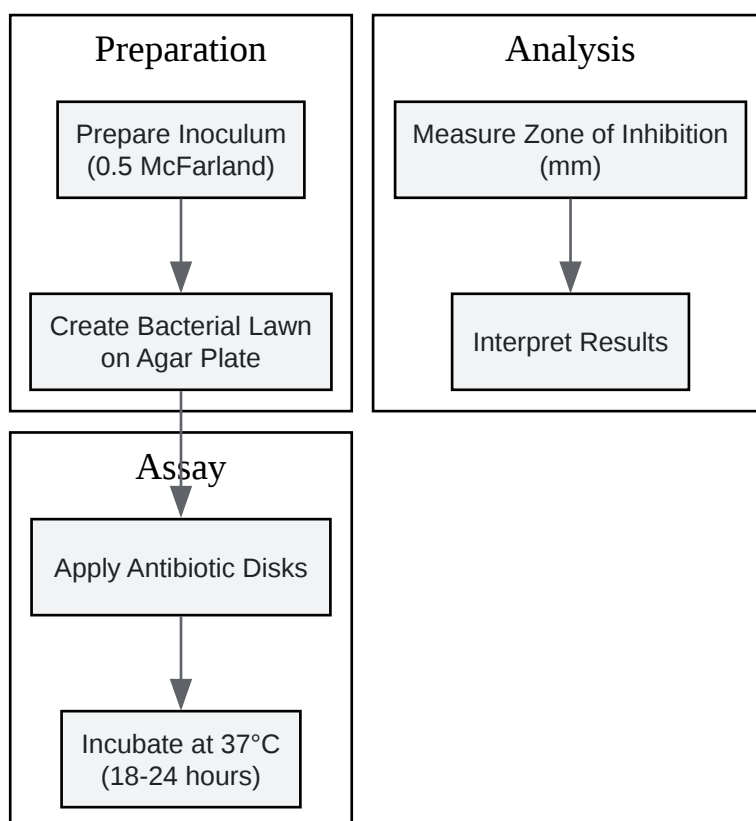 Preparation
Prepare Inoculum
(0.5 McFarland)
Create Bacterial Lawn
on Agar Plate
Assay
Apply Antibiotic Disks
Incubate at 37°C
(18-24 hours)
Analysis
Measure Zone of Inhibition
(mm)
Interpret Results